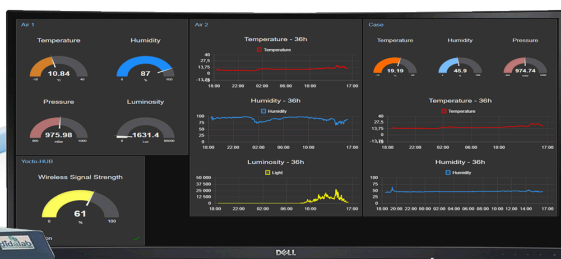 Air 1
Temperature
10.84
°C
Humidity
87
%
100
Pressure
975.98
1000
Luminosity
1631.4
Lux
Yocto-HUB
Wireless Signal Strength
61
%
0
100
on
Air 2
Temperature - 36h
Temperature
40
27,5
13,75
0
18:00 22:00 02:00 06:00 10:00 17:00
Humidity - 36h
Humidity
100
75
50
25
0
18:00 22:00 02:00 06:00 10:00 17:00
Luminosity - 36h
Light
50 000
37 500
25 000
12 500
0
18:00 22:00 02:00 06:00 10:00 17:00
Case
Temperature
19.19
Humidity
45.9
Pressure
974.74
Temperature - 36h
Temperature
40
27,5
13,75
Humidity - 36h
Humidity
100
75
50
25
0
DELL